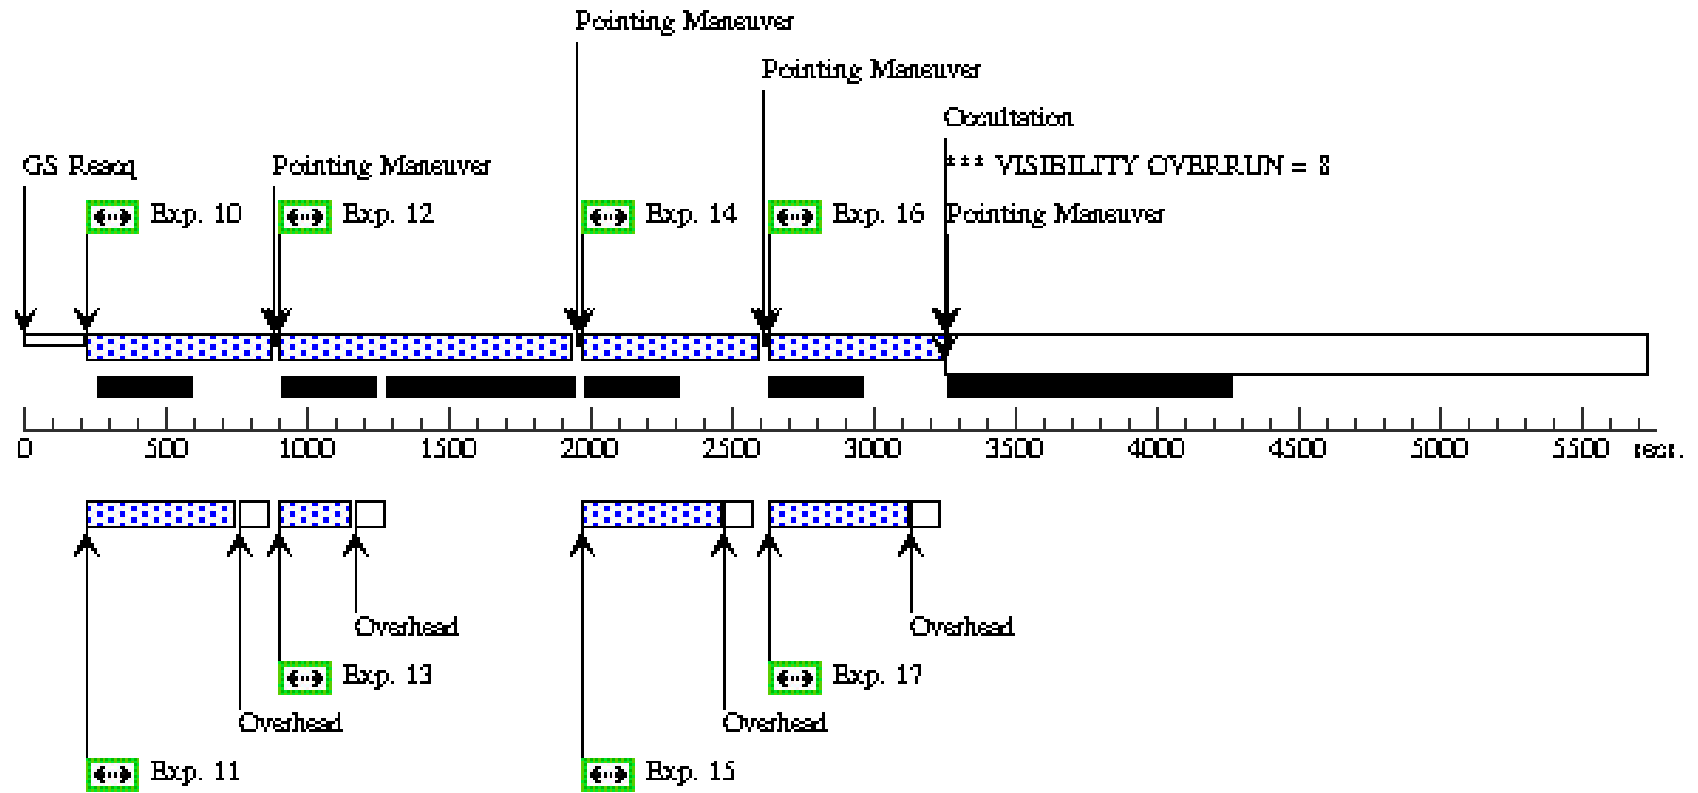 Pointing Maneuver
Pointing Maneuver
Occultation
GS Reacq
Pointing Maneuver
*** VISIBILITY OVERRUN = 8
Exp. 10
Exp. 12
Exp. 14
Exp. 16
Pointing Maneuver
0
500
1000
1500
2000
2500
3000
3500
4000
4500
5000
5500
secs.
Overhead
Overhead
Exp. 13
Exp. 17
Overhead
Overhead
Exp. 11
Exp. 15